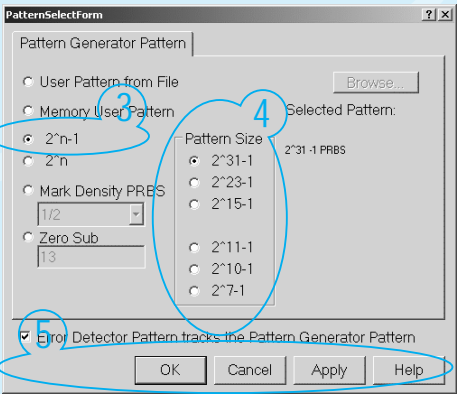 PatternSelectForm
Pattern Generator Pattern
User Pattern from File
Browse...
Memory User Pattern
Selected Pattern:
3
4
2^n-1
Pattern Size
2^31 -1 PRBS
2^n
2^31-1
2^23-1
Mark Density PRBS
2^15-1
1/2
Zero Sub
2^11-1
13
2^10-1
2^7-1
5
Error Detector Pattern tracks the Pattern Generator Pattern
OK Cancel Apply Help